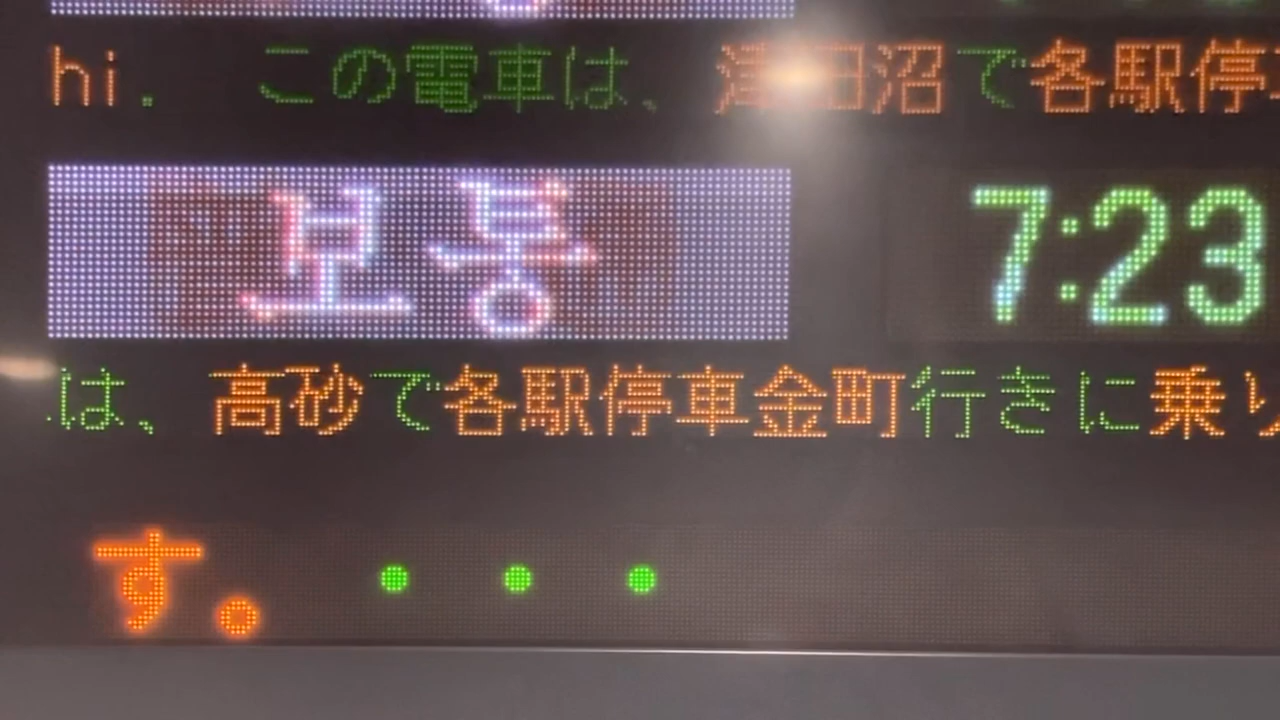 hi. この電車は、津田沼で各駅停車
보통
7:23
は、高砂で各駅停車金町行きに乗り
す。 ・・・